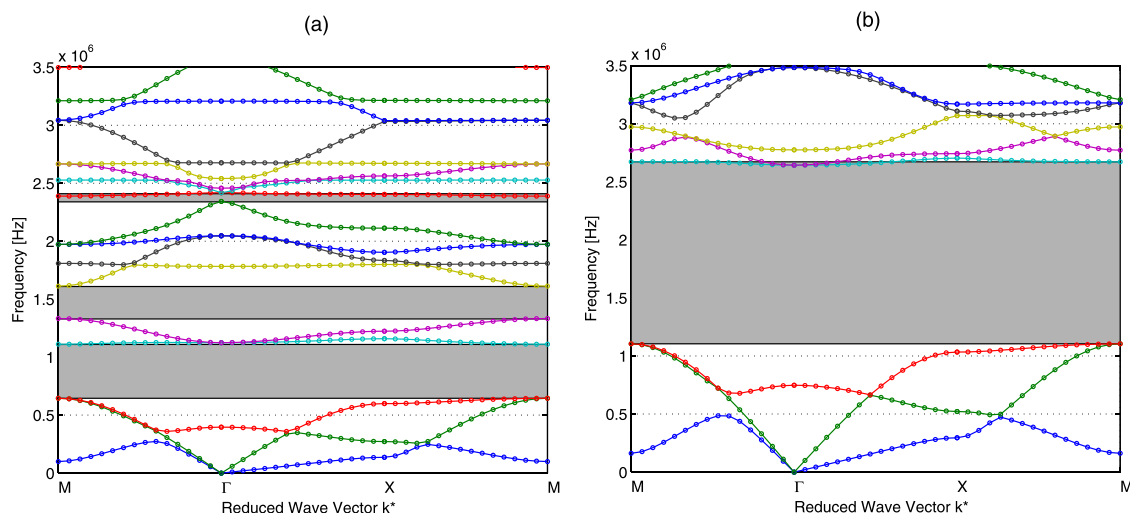 (a)
x 10^6
3.5
3
2.5
2
1.5
1
0.5
0
Frequency [Hz]
M Γ X M
Reduced Wave Vector k*
(b)
x 10^6
3.5
3
2.5
2
1.5
1
0.5
0
Frequency [Hz]
M Γ X M
Reduced Wave Vector k*